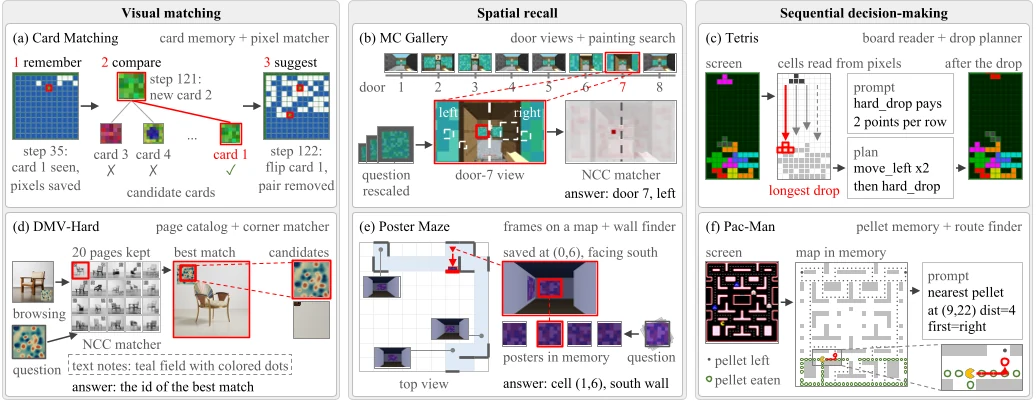 Visual matching
(a) Card Matching
card memory + pixel matcher
1 remember
2 compare
3 suggest
step 121:
new card 2
card 3
card 4
...
card 1
✗
✗
✓
step 35:
card 1 seen,
pixels saved
candidate cards
step 122:
flip card 1,
pair removed
(d) DMV-Hard
page catalog + corner matcher
20 pages kept
best match
candidates
browsing
NCC matcher
question
text notes: teal field with colored dots
answer: the id of the best match
Spatial recall
(b) MC Gallery
door views + painting search
door
1
2
3
4
5
6
7
8
left
right
question
rescaled
door-7 view
NCC matcher
answer: door 7, left
(e) Poster Maze
frames on a map + wall finder
saved at (0,6), facing south
posters in memory
question
top view
answer: cell (1,6), south wall
Sequential decision-making
(c) Tetris
board reader + drop planner
screen
cells read from pixels
after the drop
prompt
hard_drop pays
2 points per row
plan
move_left x2
then hard_drop
longest drop
(f) Pac-Man
pellet memory + route finder
screen
map in memory
prompt
nearest pellet
at (9,22) dist=4
first=right
pellet left
pellet eaten